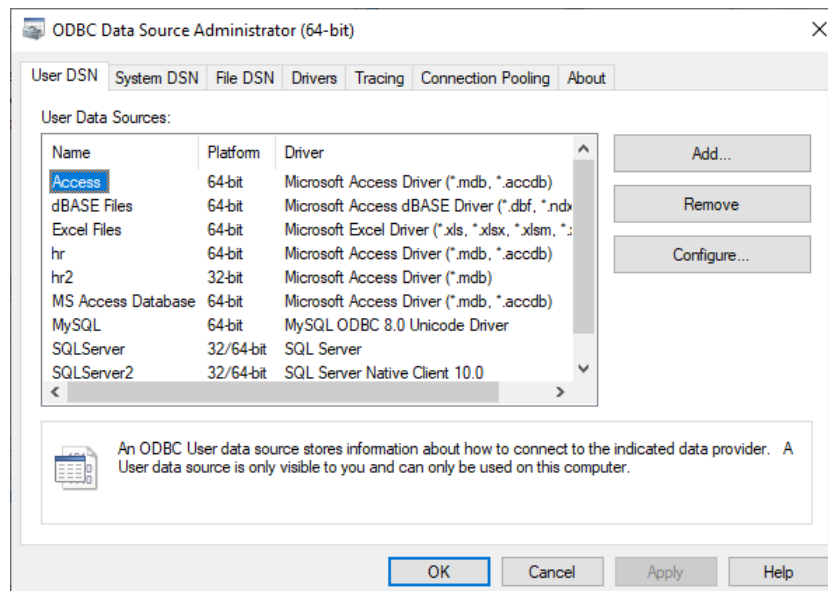 ODBC Data Source Administrator (64-bit)
User DSN System DSN File DSN Drivers Tracing Connection Pooling About
User Data Sources:
Name Platform Driver
Access 64-bit Microsoft Access Driver (*.mdb, *.accdb)
dBASE Files 64-bit Microsoft Access dBASE Driver (*.dbf, *.ndx
Excel Files 64-bit Microsoft Excel Driver (*.xls, *.xlsx, *.xlsm, *.
hr 64-bit Microsoft Access Driver (*.mdb, *.accdb)
hr2 32-bit Microsoft Access Driver (*.mdb)
MS Access Database 64-bit Microsoft Access Driver (*.mdb, *.accdb)
MySQL 64-bit MySQL ODBC 8.0 Unicode Driver
SQLServer 32/64-bit SQL Server
SQLServer2 32/64-bit SQL Server Native Client 10.0
Add...
Remove
Configure...
An ODBC User data source stores information about how to connect to the indicated data provider. A
User data source is only visible to you and can only be used on this computer.
OK Cancel Apply Help